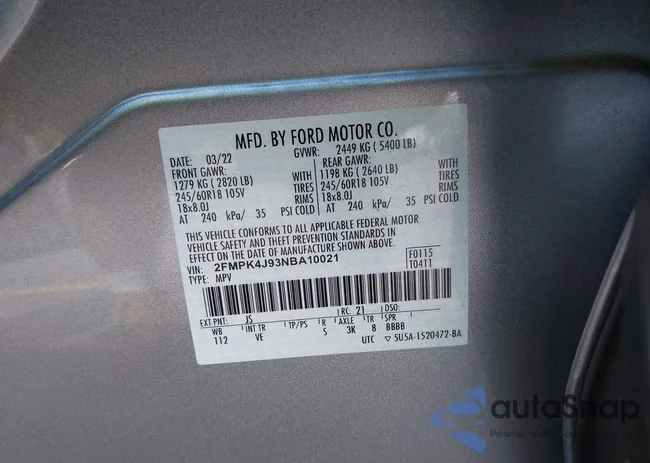 MFD. BY FORD MOTOR CO.
DATE: 03/22 GVWR: 2449 KG ( 5400 LB)
FRONT GAWR: REAR GAWR:
1279 KG ( 2820 LB) WITH 1198 KG ( 2640 LB) WITH
245/60R18 105V TIRES 245/60R18 105V TIRES
18x8.0J RIMS 18x8.0J RIMS
AT 240 kPa/ 35 PSI COLD AT 240 kPa/ 35 PSI COLD
THIS VEHICLE CONFORMS TO ALL APPLICABLE FEDERAL MOTOR
VEHICLE SAFETY AND THEFT PREVENTION STANDARDS IN
EFFECT ON THE DATE OF MANUFACTURE SHOWN ABOVE.
VIN: 2FMPK4J93NBA10021 F0115
TYPE: MPV T0411
EXT PNT: JS RC: 21 DSO:
WB INT TR TP/PS R AXLE TR SPR
112 VE S 3K 8 BBBB
UTC ▽ 5U5A-1520472-BA
autoSnap